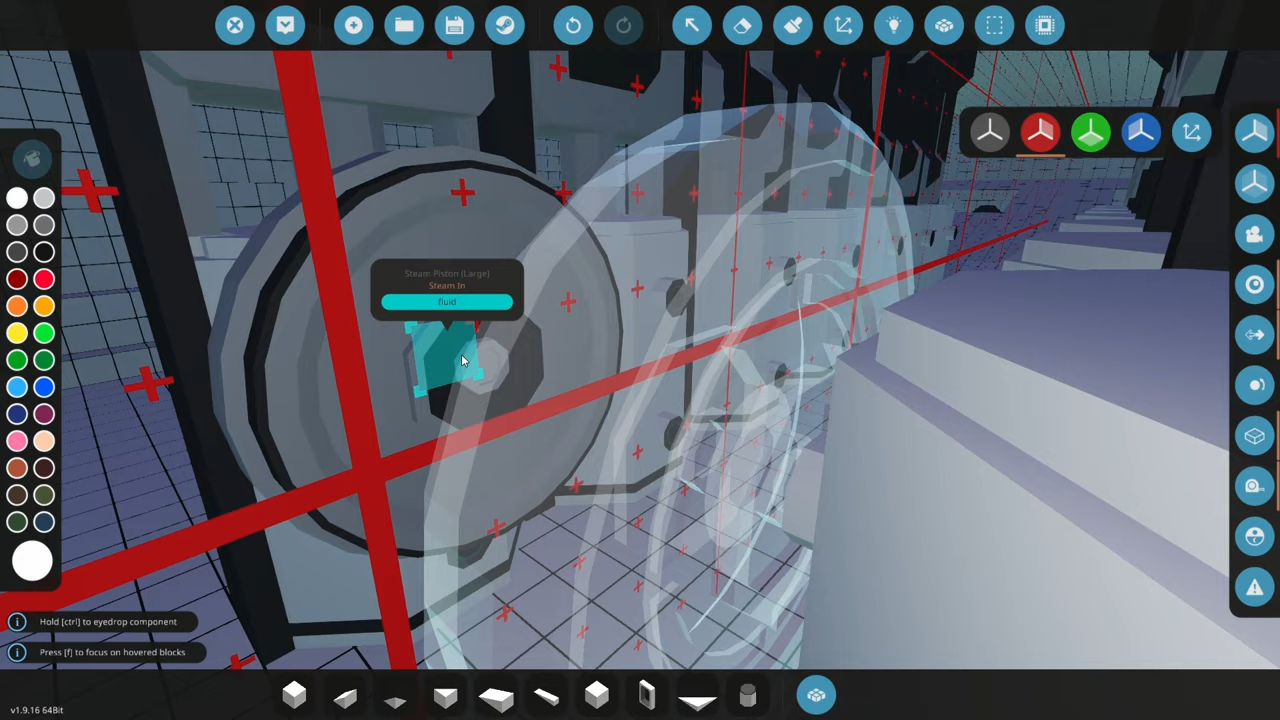 Steam Piston (Large)
Steam In
fluid
Hold [ctrl] to eyedrop component
Press [f] to focus on hovered blocks
v1.9.16 64Bit